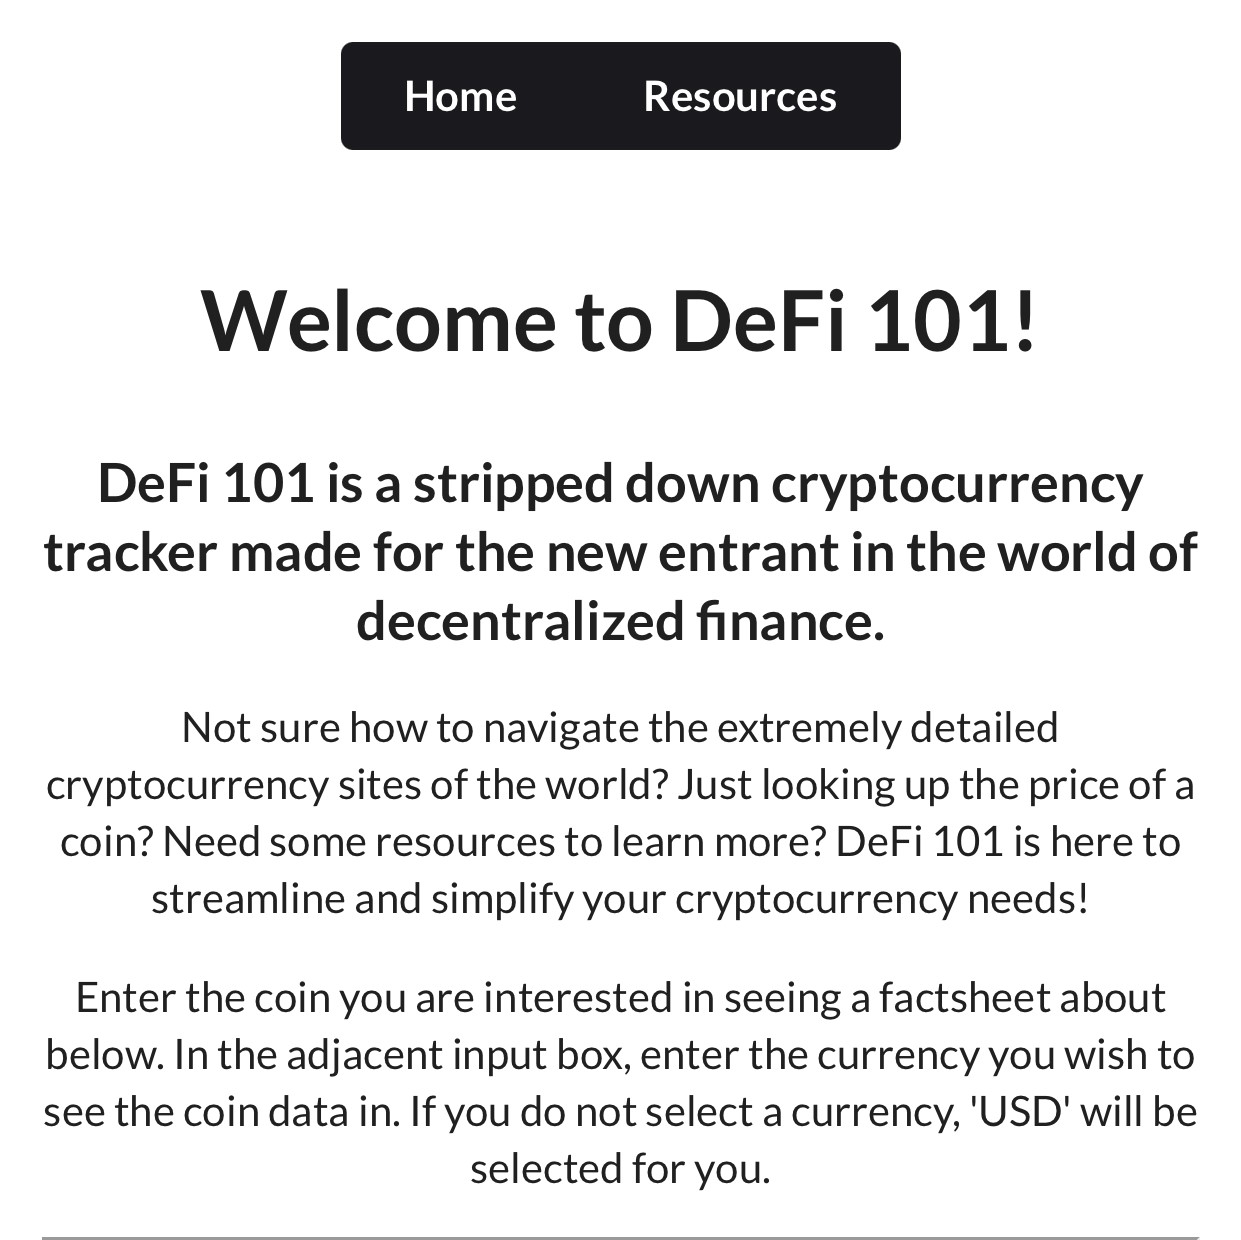 Home Resources
Welcome to DeFi 101!
DeFi 101 is a stripped down cryptocurrency
tracker made for the new entrant in the world of
decentralized finance.
Not sure how to navigate the extremely detailed
cryptocurrency sites of the world? Just looking up the price of a
coin? Need some resources to learn more? DeFi 101 is here to
streamline and simplify your cryptocurrency needs!
Enter the coin you are interested in seeing a factsheet about
below. In the adjacent input box, enter the currency you wish to
see the coin data in. If you do not select a currency, 'USD' will be
selected for you.